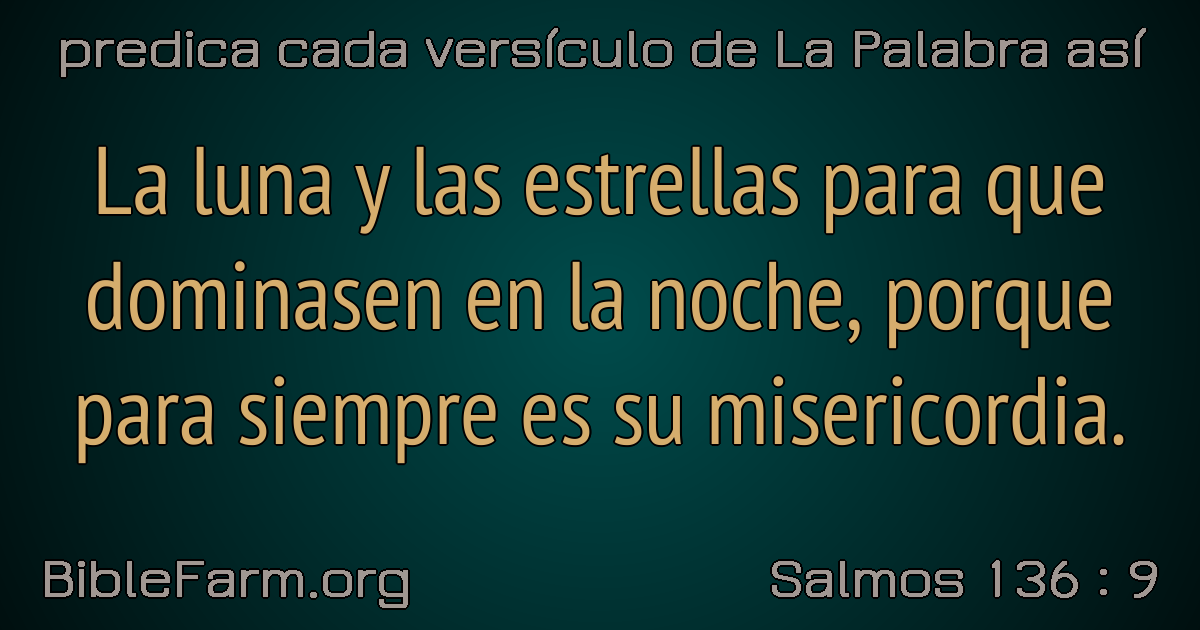 predica cada versículo de La Palabra así
La luna y las estrellas para que
dominasen en la noche, porque
para siempre es su misericordia.
BibleFarm.org
Salmos 136 : 9